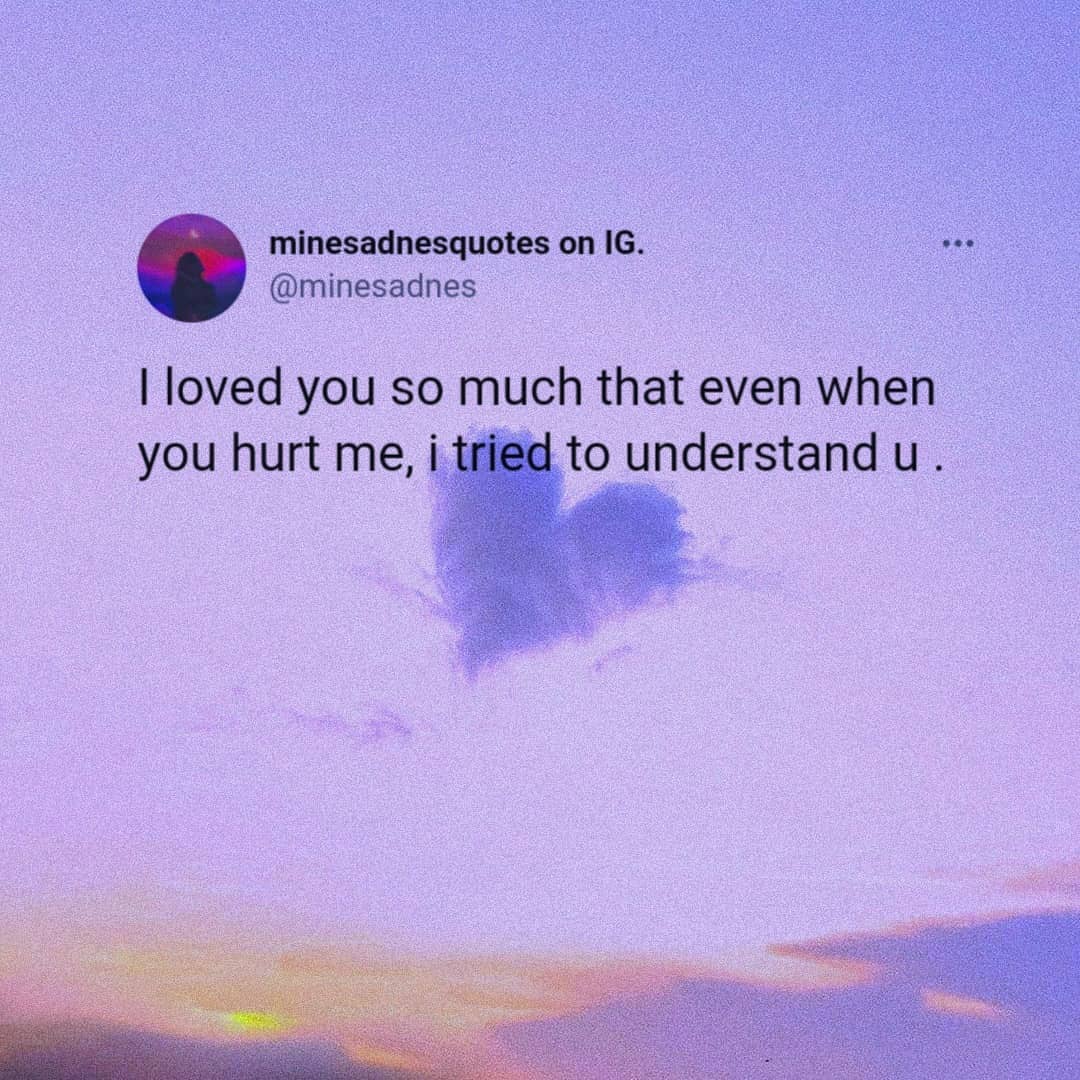 minesadnesquotes on IG.
@minesadnes
I loved you so much that even when
you hurt me, i tried to understand u .